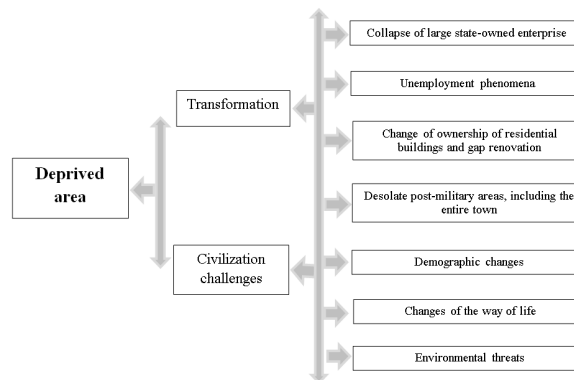 Deprived
area
Transformation
Civilization
challenges
Collapse of large state-owned enterprise
Unemployment phenomena
Change of ownership of residential
buildings and gap renovation
Desolate post-military areas, including the
entire town
Demographic changes
Changes of the way of life
Environmental threats